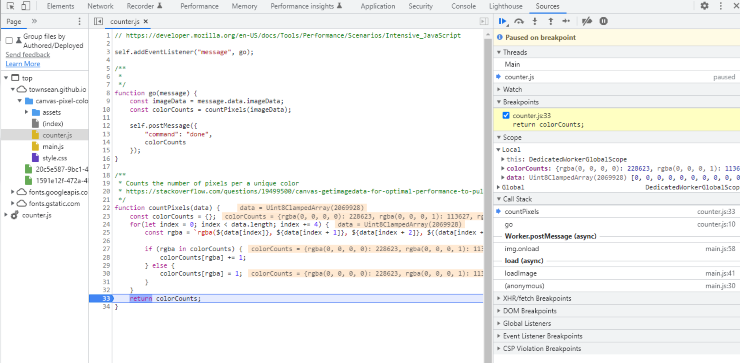 Elements
Console
Recorder
Performance
Memory
Performance insights
Application
Security
Console
Lighthouse
Sources
Page
»
counter.js ×
Paused on breakpoint
Group files by
Authored/Deployed
Send feedback
Learn More
top
townsean.github.io
canvas-pixel-colo
assets
(index)
counter.js
main.js
style.css
20c5e587-9bc1-4
1591e12f-472a-4
fonts.googleapis.c
fonts.gstatic.com
counter.js
1 // https://developer.mozilla.org/en-US/docs/Tools/Performance/Scenarios/Intensive_JavaScript
2
3 self.addEventListener("message", go);
4
5 /**
6 *
7 */
8 function go(message) {
9 const imageData = message.data.imageData;
10 const colorCounts = countPixels(imageData);
11
12 self.postMessage({
13 "command": "done",
14 colorCounts
15 });
16 }
17
18 /**
19 * Counts the number of pixels per a unique color
20 * https://stackoverflow.com/questions/19499500/canvas-getimagedata-for-optimal-performance-to-pul
21 */
22 function countPixels(data) { data = Uint8ClampedArray(2069928)
23 const colorCounts = {}; colorCounts = {rgba(0, 0, 0, 0): 228623, rgba(0, 0, 0, 1): 113627, rg
24 for(let index = 0; index < data.length; index += 4) { data = Uint8ClampedArray(2069928)
25 const rgba = `rgba(${data[index]}, ${data[index + 1]}, ${data[index + 2]}, ${(data[index +
26
27 if (rgba in colorCounts) { colorCounts = {rgba(0, 0, 0, 0): 228623, rgba(0, 0, 0, 1): 113
28 colorCounts[rgba] += 1;
29 } else {
30 colorCounts[rgba] = 1; colorCounts = {rgba(0, 0, 0, 0): 228623, rgba(0, 0, 0, 1): 113
31 }
32 }
33 return colorCounts;
34 }
Threads
Main
counter.js paused
Watch
Breakpoints
counter.js:33
return colorCounts;
Scope
Local
this: DedicatedWorkerGlobalScope
colorCounts: {rgba(0, 0, 0, 0): 228623, rgba(0, 0, 0, 1): 1136
data: Uint8ClampedArray(2069928) [0, 0, 0, 0, 0, 0, 0, 0, 0,
Global DedicatedWorkerGlobalScope
Call Stack
countPixels counter.js:33
go counter.js:10
Worker.postMessage (async)
img.onload main.js:58
load (async)
loadImage main.js:41
(anonymous) main.js:30
XHR/fetch Breakpoints
DOM Breakpoints
Global Listeners
Event Listener Breakpoints
CSP Violation Breakpoints